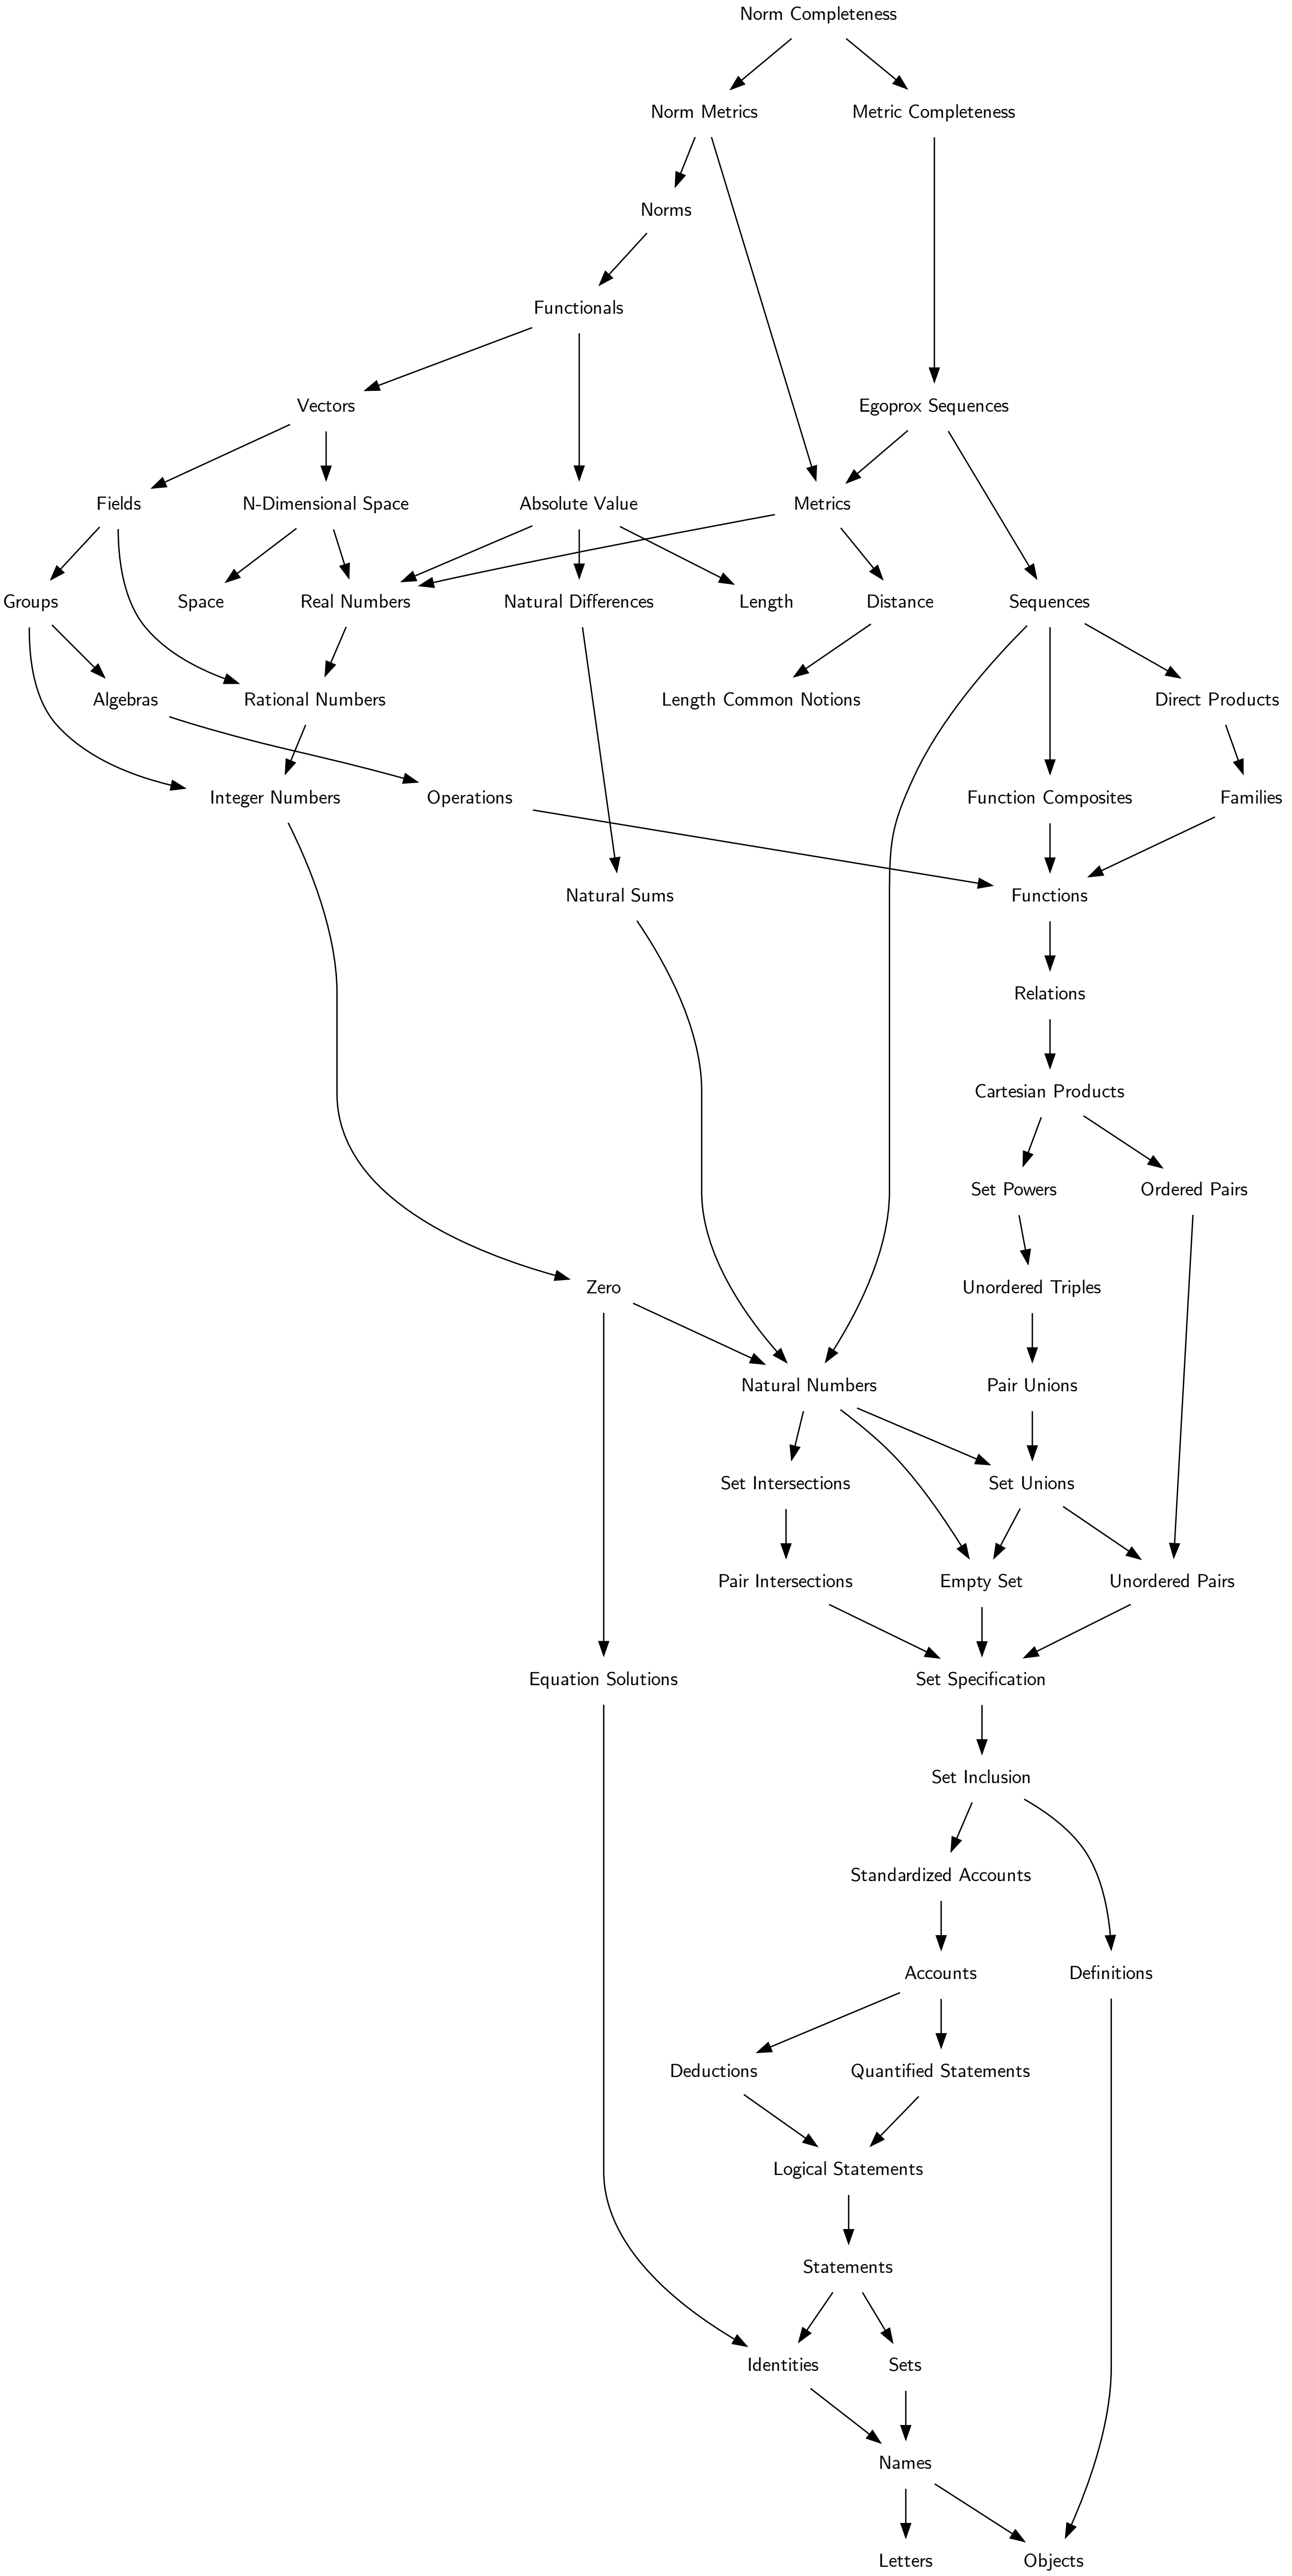 Norm Completeness
Norm Metrics
Metric Completeness
Norms
Functionals
Vectors
Egoprox Sequences
Fields
N-Dimensional Space
Absolute Value
Metrics
Groups
Space
Real Numbers
Natural Differences
Length
Distance
Sequences
Algebras
Rational Numbers
Length Common Notions
Direct Products
Integer Numbers
Operations
Function Composites
Families
Natural Sums
Functions
Relations
Cartesian Products
Set Powers
Ordered Pairs
Zero
Unordered Triples
Natural Numbers
Pair Unions
Set Intersections
Set Unions
Pair Intersections
Empty Set
Unordered Pairs
Equation Solutions
Set Specification
Set Inclusion
Standardized Accounts
Accounts
Definitions
Deductions
Quantified Statements
Logical Statements
Statements
Identities
Sets
Names
Letters
Objects